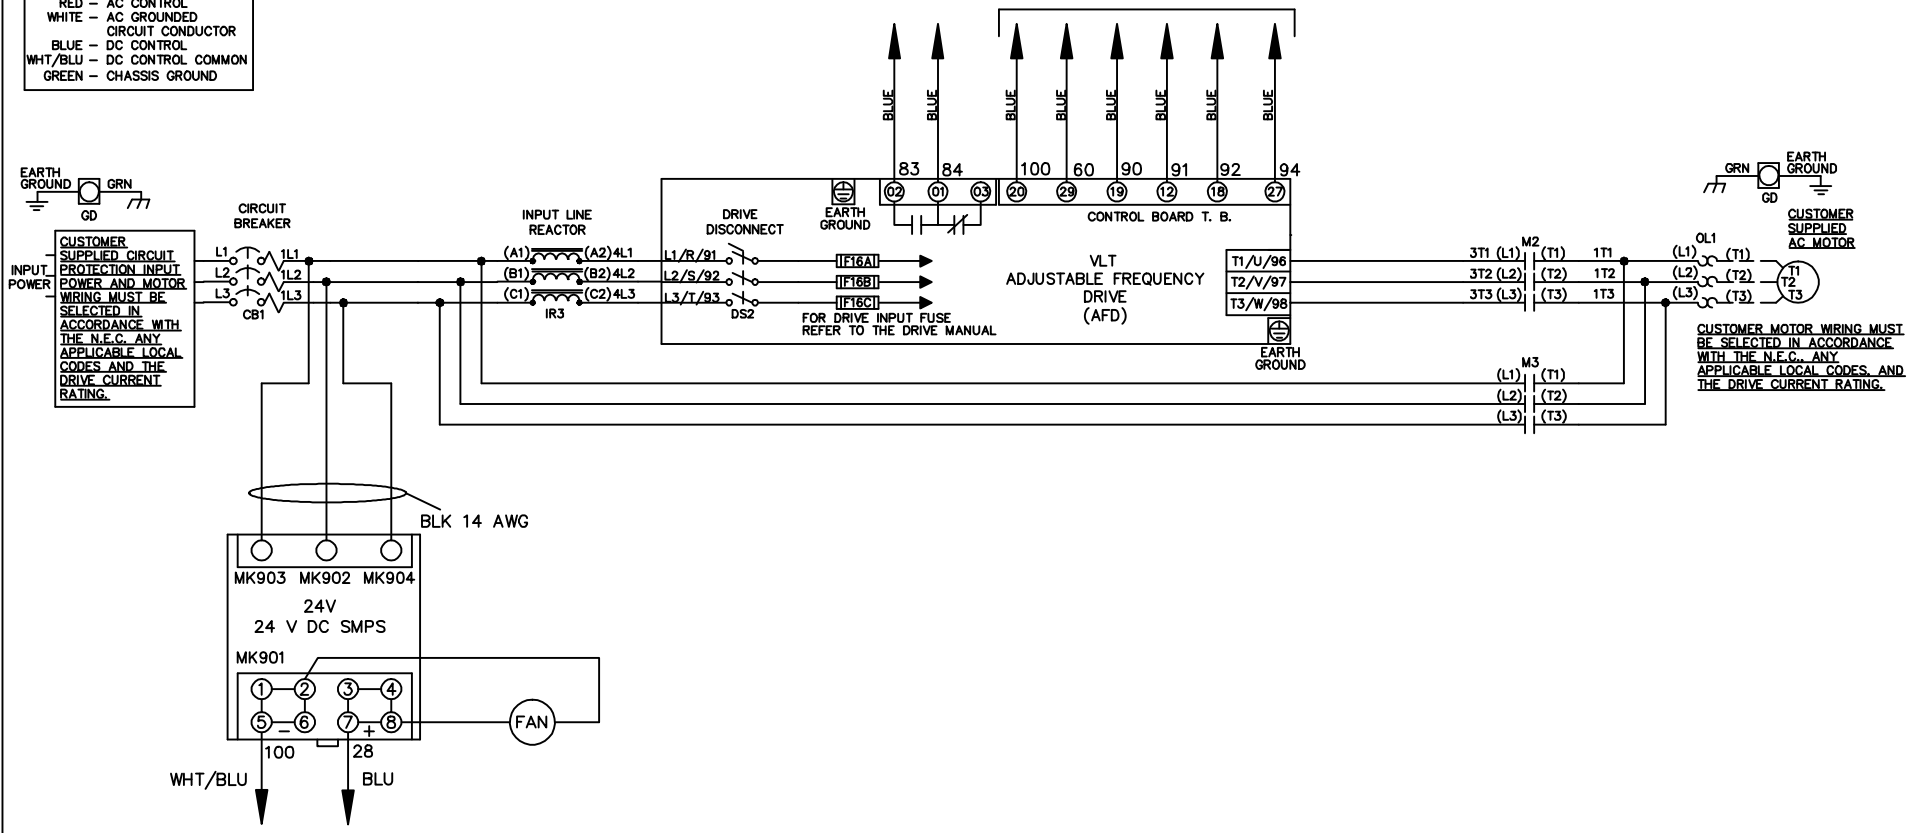 RED – AC CONTROL
WHITE – AC GROUNDED
CIRCUIT CONDUCTOR
BLUE – DC CONTROL
WHT/BLU – DC CONTROL COMMON
GREEN – CHASSIS GROUND
BLUE BLUE BLUE BLUE BLUE BLUE BLUE BLUE
83 84 100 60 90 91 92 94
02 01 03 20 29 19 12 18 27
EARTH
GROUND
GRN
GD
EARTH
GROUND
CONTROL BOARD T. B.
GRN
EARTH
GROUND
GD
CUSTOMER
SUPPLIED
AC MOTOR
CIRCUIT
BREAKER
INPUT LINE
REACTOR
DRIVE
DISCONNECT
INPUT
POWER
CUSTOMER
SUPPLIED CIRCUIT
PROTECTION INPUT
POWER AND MOTOR
WIRING MUST BE
SELECTED IN
ACCORDANCE WITH
THE N.E.C. ANY
APPLICABLE LOCAL
CODES AND THE
DRIVE CURRENT
RATING.
L1 1L1 (A1) (A2) 4L1 L1/R/91 IF16A
L2 1L2 (B1) (B2) 4L2 L2/S/92 IF16B
L3 1L3 (C1) (C2) 4L3 L3/T/93 IF16C
CB1
IR3
DS2
FOR DRIVE INPUT FUSE
REFER TO THE DRIVE MANUAL
VLT
ADJUSTABLE FREQUENCY
DRIVE
(AFD)
T1/U/96
T2/V/97
T3/W/98
EARTH
GROUND
M2
OL1
3T1 (L1) (T1) 1T1 (L1) (T1) T1
3T2 (L2) (T2) 1T2 (L2) (T2) T2
3T3 (L3) (T3) 1T3 (L3) (T3) T3
CUSTOMER MOTOR WIRING MUST
BE SELECTED IN ACCORDANCE
WITH THE N.E.C., ANY
APPLICABLE LOCAL CODES, AND
THE DRIVE CURRENT RATING.
M3
(L1) (T1)
(L2) (T2)
(L3) (T3)
BLK 14 AWG
MK903 MK902 MK904
24V
24 V DC SMPS
MK901
1 2 3 4
5 6 7 8
– +
FAN
100 28
WHT/BLU BLU